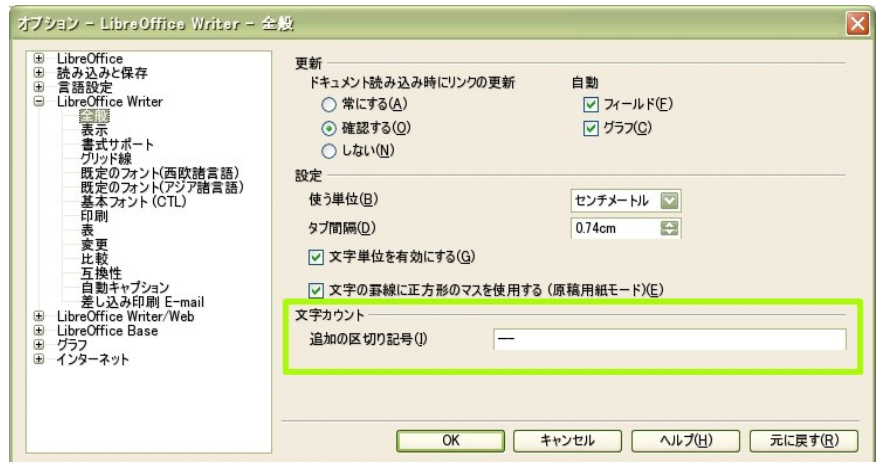 オプション - LibreOffice Writer - 全般
LibreOffice
読み込みと保存
言語設定
LibreOffice Writer
全般
表示
書式サポート
グリッド線
既定のフォント(西欧諸言語)
既定のフォント(アジア諸言語)
基本フォント (CTL)
印刷
表
変更
比較
互換性
自動キャプション
差し込み印刷 E-mail
LibreOffice Writer/Web
LibreOffice Base
グラフ
インターネット
更新
ドキュメント読み込み時にリンクの更新
常にする(A)
確認する(O)
しない(N)
自動
フィールド(F)
グラフ(C)
設定
使う単位(B)
センチメートル
タブ間隔(D)
0.74cm
文字単位を有効にする(G)
文字の罫線に正方形のマスを使用する (原稿用紙モード)(E)
文字カウント
追加の区切り記号(I)
—–
OK
キャンセル
ヘルプ(H)
元に戻す(R)